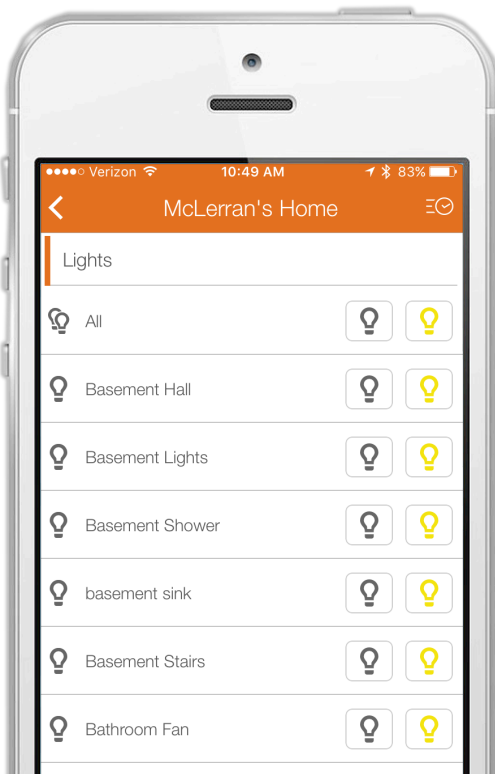 Verizon 10:49 AM 83%
McLerran's Home
Lights
All
Basement Hall
Basement Lights
Basement Shower
basement sink
Basement Stairs
Bathroom Fan